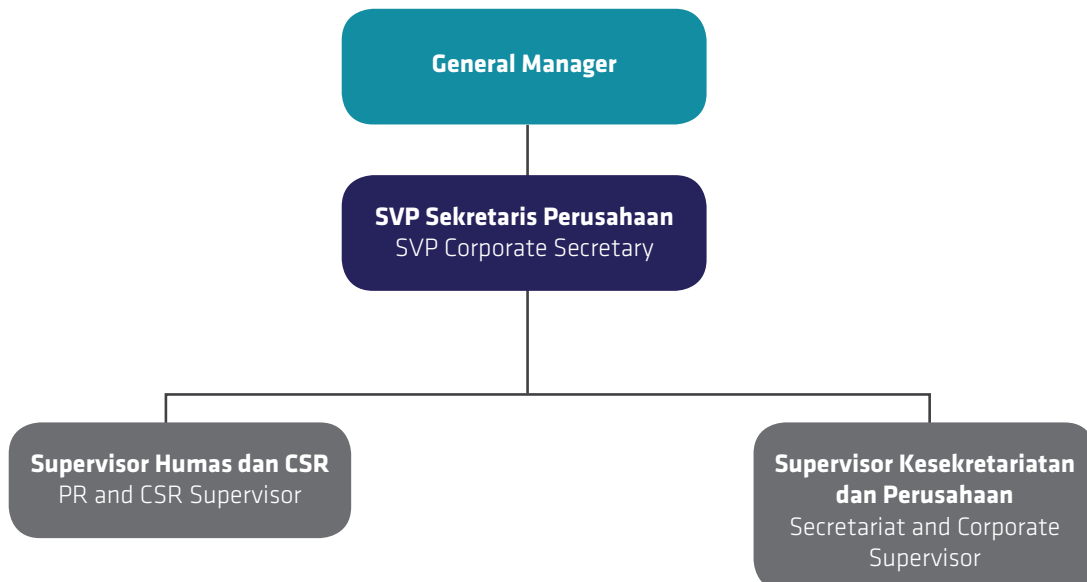 General Manager
SVP Sekretaris Perusahaan
SVP Corporate Secretary
Supervisor Humas dan CSR
PR and CSR Supervisor
Supervisor Kesekretariatan
dan Perusahaan
Secretariat and Corporate
Supervisor